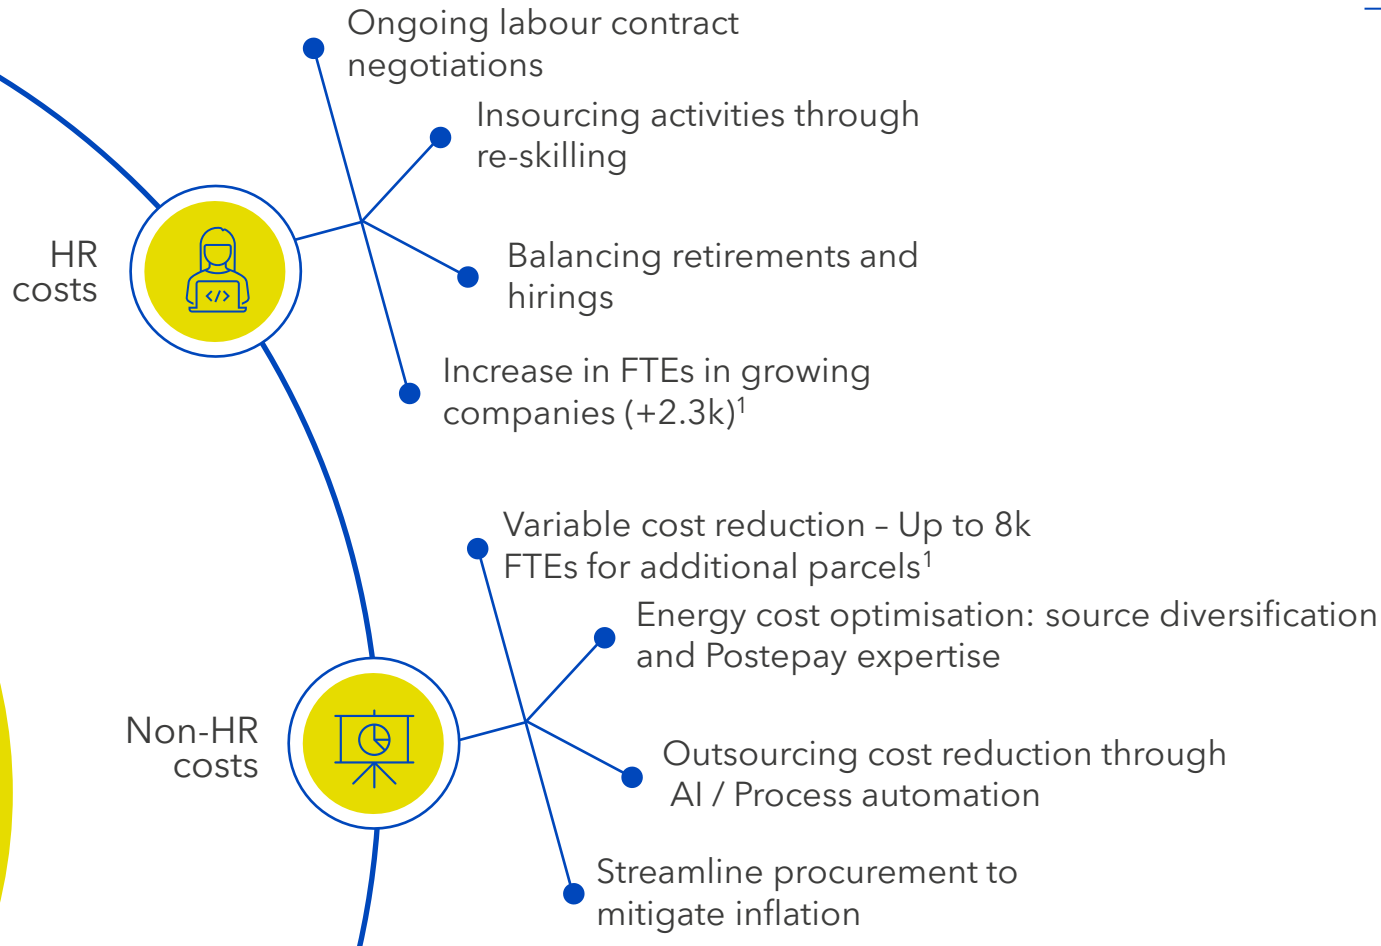 Ongoing labour contract
negotiations
Insourcing activities through
re-skilling
HR
costs
</>
Balancing retirements and
hirings
Increase in FTEs in growing
companies (+2.3k)¹
Variable cost reduction – Up to 8k
FTEs for additional parcels¹
Energy cost optimisation: source diversification
and Postepay expertise
Non-HR
costs
Outsourcing cost reduction through
AI / Process automation
Streamline procurement to
mitigate inflation